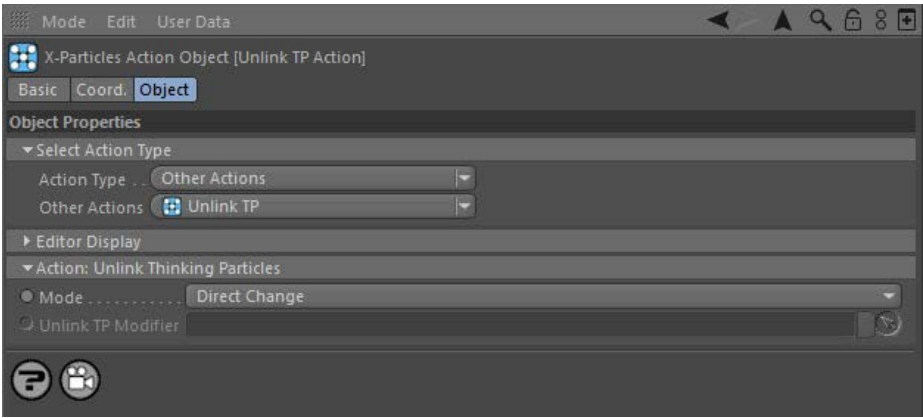 Mode Edit User Data
X-Particles Action Object [Unlink TP Action]
Basic Coord. Object
Object Properties
Select Action Type
Action Type . . Other Actions
Other Actions Unlink TP
Editor Display
Action: Unlink Thinking Particles
Mode . . . . . . . . . . . Direct Change
Unlink TP Modifier